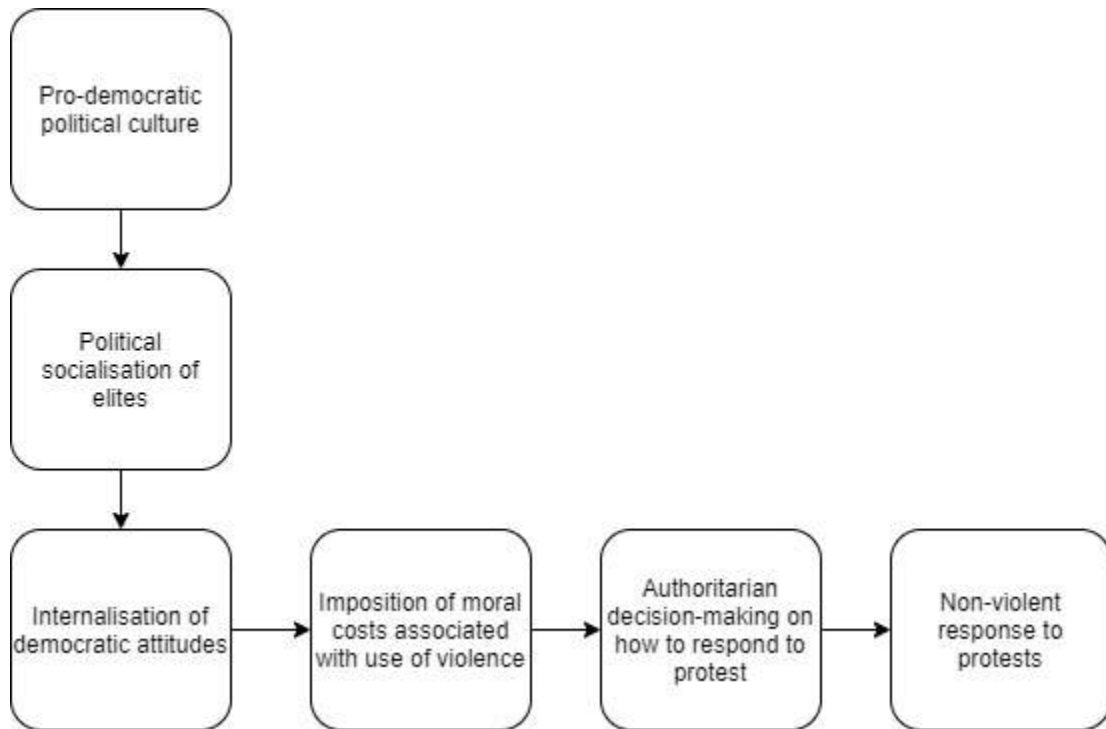 Pro-democratic
political culture
Political
socialisation of
elites
Internalisation of
democratic attitudes
Imposition of moral
costs associated
with use of violence
Authoritarian
decision-making on
how to respond to
protest
Non-violent
response to
protests